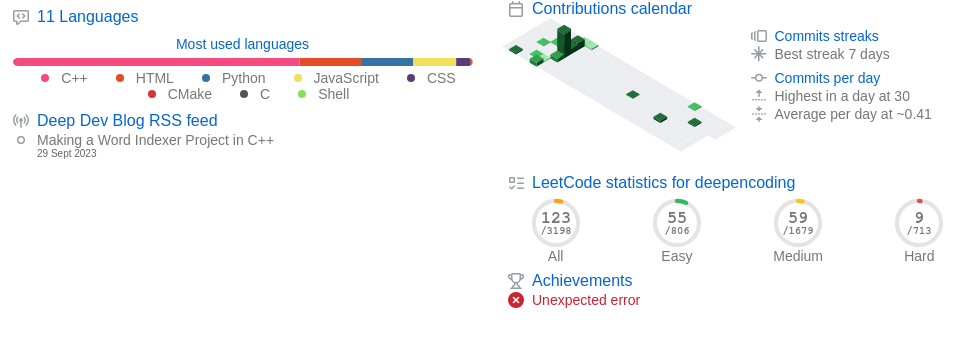 11 Languages
Most used languages
C++ HTML Python JavaScript CSS
CMake C Shell
Deep Dev Blog RSS feed
Making a Word Indexer Project in C++
29 Sept 2023
Contributions calendar
Commits streaks
Best streak 7 days
Commits per day
Highest in a day at 30
Average per day at ~0.41
LeetCode statistics for deepencoding
123 55 59 9
/3198 /806 /1679 /713
All Easy Medium Hard
Achievements
Unexpected error